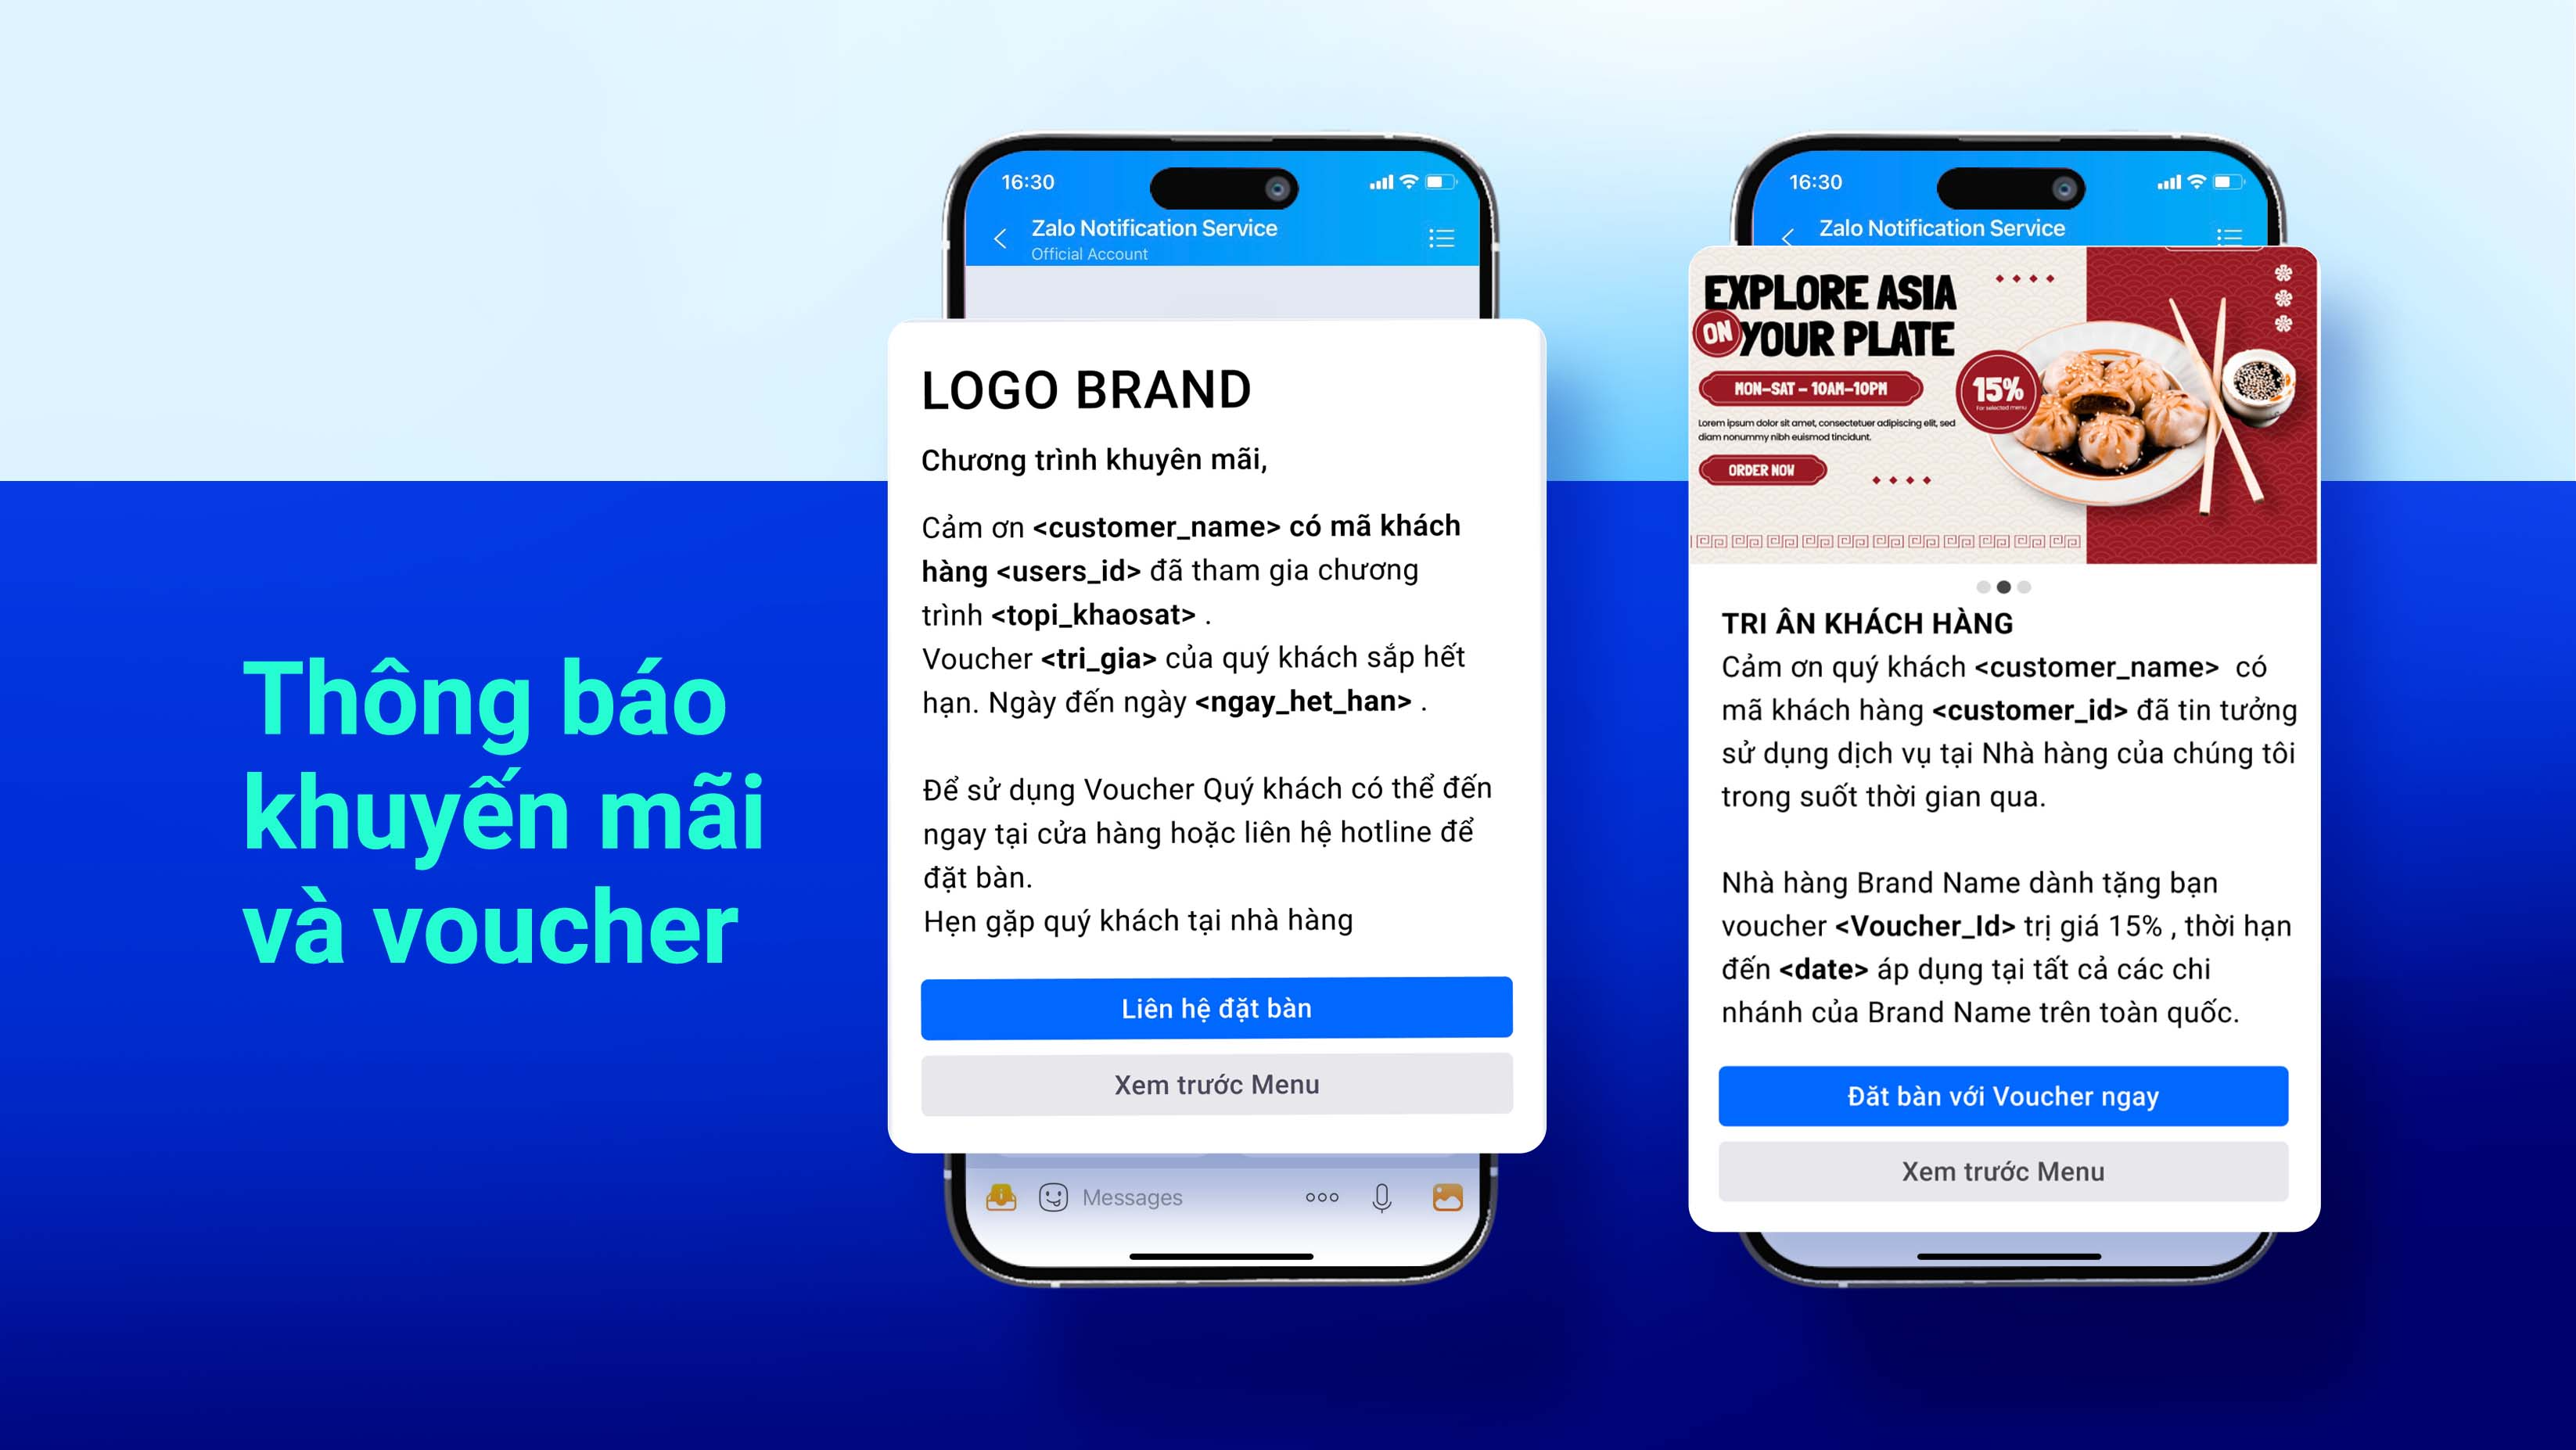 Thông báo
khuyến mãi
và voucher
16:30
Zalo Notification Service
Official Account
LOGO BRAND
Chương trình khuyên mãi,
Cảm ơn <customer_name> có mã khách
hàng <users_id> đã tham gia chương
trình <topi_khaosat> .
Voucher <tri_gia> của quý khách sắp hết
hạn. Ngày đến ngày <ngay_het_han> .
Để sử dụng Voucher Quý khách có thể đến
ngay tại cửa hàng hoặc liên hệ hotline để
đặt bàn.
Hẹn gặp quý khách tại nhà hàng
Liên hệ đặt bàn
Xem trước Menu
Messages
16:30
Zalo Notification Service
EXPLORE ASIA
ON YOUR PLATE
MON-SAT - 10AM-10PM
15%
For selected menu
Lorem ipsum dolor sit amet, consectetuer adipiscing elit, sed
diam nonummy nibh euismod tincidunt.
ORDER NOW
TRI ÂN KHÁCH HÀNG
Cảm ơn quý khách <customer_name> có
mã khách hàng <customer_id> đã tin tưởng
sử dụng dịch vụ tại Nhà hàng của chúng tôi
trong suốt thời gian qua.
Nhà hàng Brand Name dành tặng bạn
voucher <Voucher_Id> trị giá 15% , thời hạn
đến <date> áp dụng tại tất cả các chi
nhánh của Brand Name trên toàn quốc.
Đăt bàn với Voucher ngay
Xem trước Menu